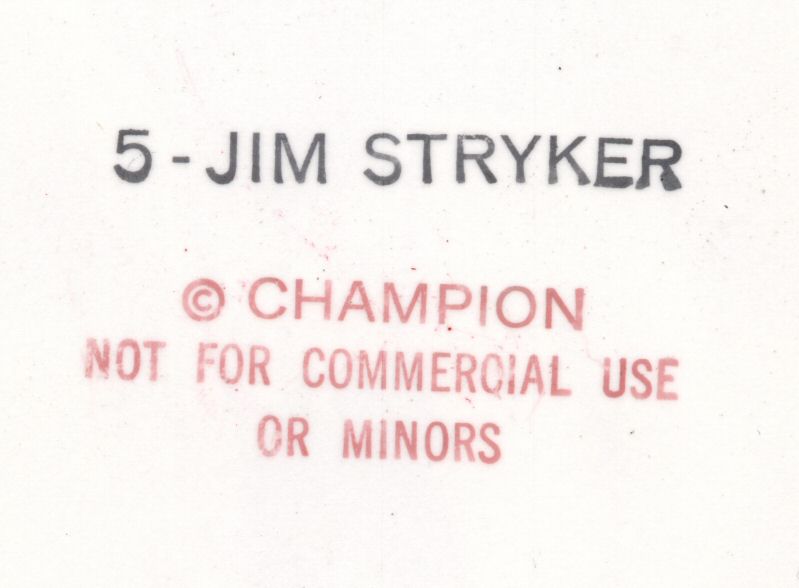 5-JIM STRYKER
© CHAMPION
NOT FOR COMMERCIAL USE
OR MINORS